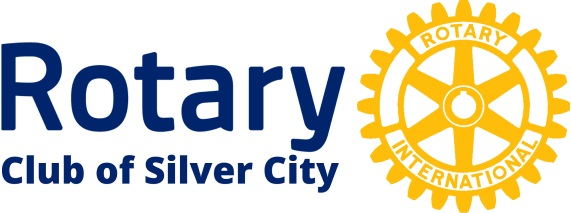 Rotary
Club of Silver City
ROTARY
INTERNATIONAL